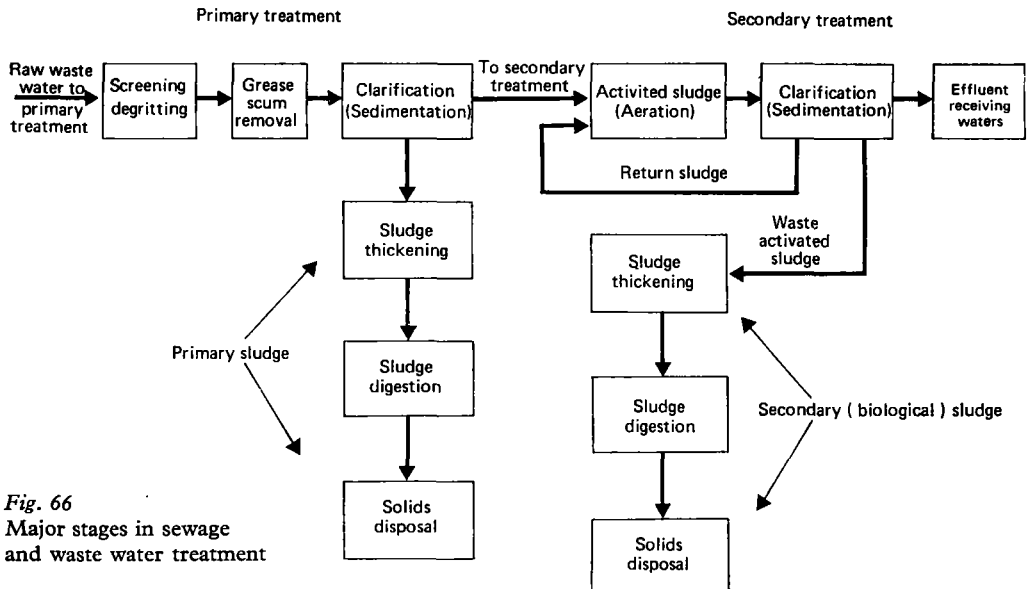 Primary treatment
Secondary treatment
Raw waste
water to
primary
treatment
Screening
degritting
Grease
scum
removal
Clarification
(Sedimentation)
To secondary
treatment
Activited sludge
(Aeration)
Clarification
(Sedimentation)
Effluent
receiving
waters
Return sludge
Sludge
thickening
Waste
activated
sludge
Sludge
thickening
Primary sludge
Sludge
digestion
Sludge
digestion
Secondary ( biological ) sludge
Solids
disposal
Solids
disposal
Fig. 66
Major stages in sewage
and waste water treatment